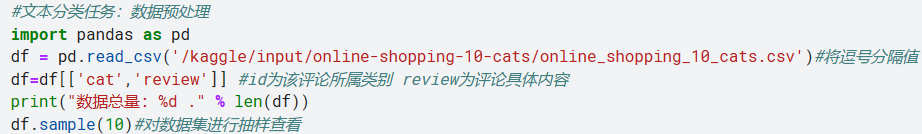 #文本分类任务：数据预处理
import pandas as pd
df = pd.read_csv('/kaggle/input/online-shopping-10-cats/online_shopping_10_cats.csv')#将逗号分隔值
df=df[['cat','review']] #id为该评论所属类别 review为评论具体内容
print("数据总量: %d ." % len(df))
df.sample(10)#对数据集进行抽样查看